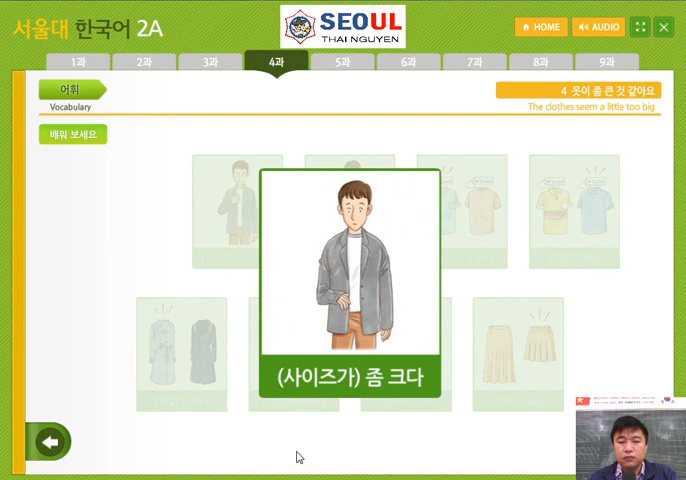 서울대 한국어 2A
SEOUL
THAI NGUYEN
HOME
AUDIO
1과
2과
3과
4과
5과
6과
7과
8과
9과
어휘
Vocabulary
4 옷이 좀 큰 것 같아요
The clothes seem a little too big
배워 보세요
(사이즈가) 좀 크다